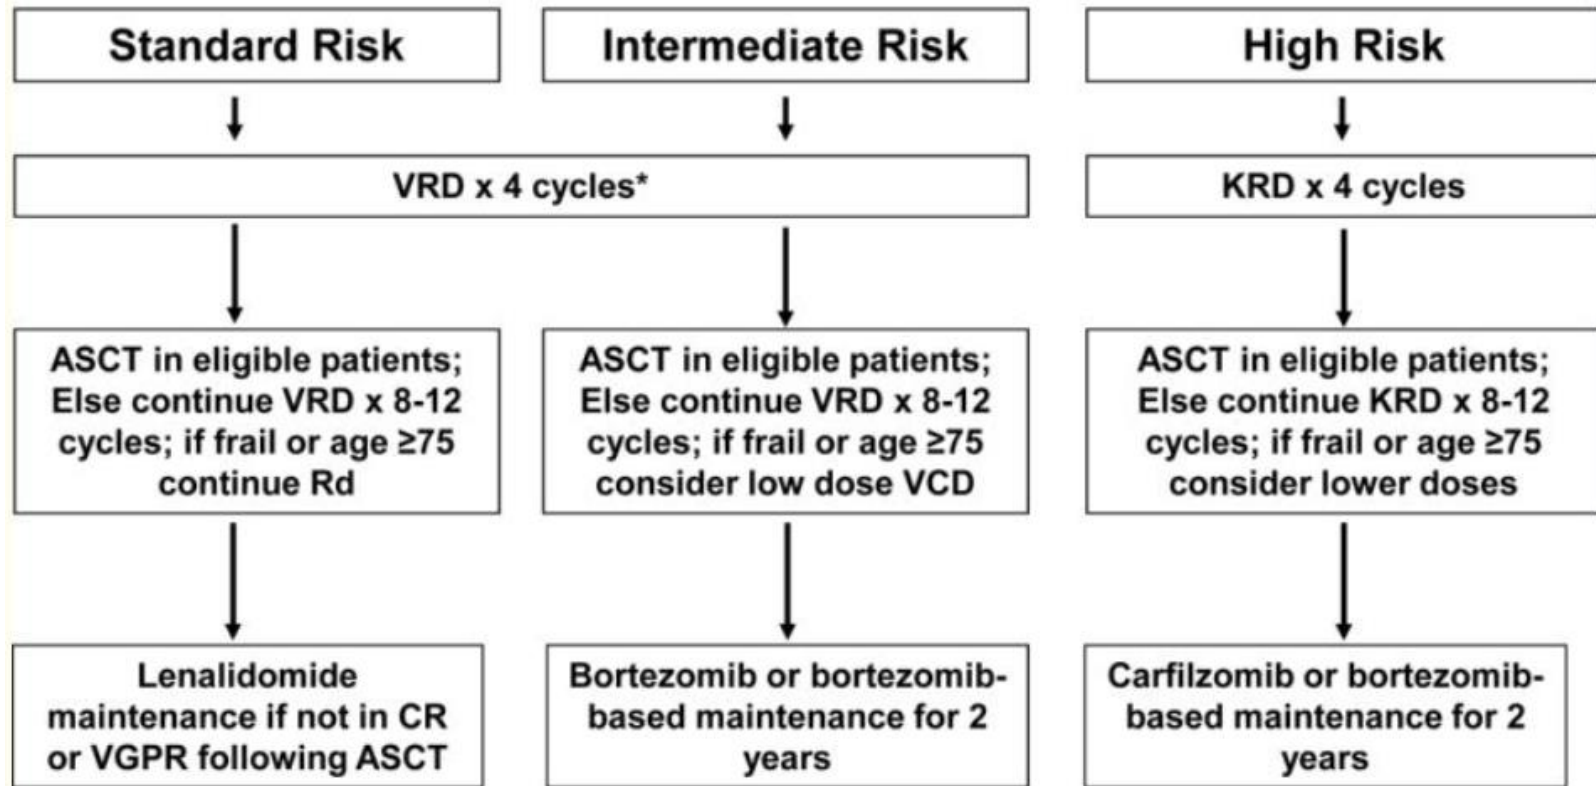 Standard Risk
Intermediate Risk
High Risk
VRD x 4 cycles*
KRD x 4 cycles
ASCT in eligible patients;
Else continue VRD x 8-12
cycles; if frail or age ≥75
continue Rd
ASCT in eligible patients;
Else continue VRD x 8-12
cycles; if frail or age ≥75
consider low dose VCD
ASCT in eligible patients;
Else continue KRD x 8-12
cycles; if frail or age ≥75
consider lower doses
Lenalidomide
maintenance if not in CR
or VGPR following ASCT
Bortezomib or bortezomib-
based maintenance for 2
years
Carfilzomib or bortezomib-
based maintenance for 2
years